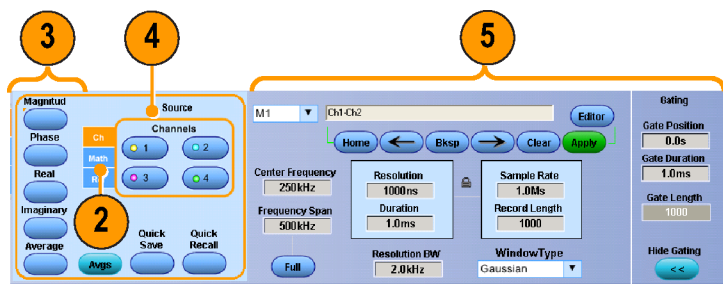 3
4
5
Magnitud
Phase
Real
Imaginary
Average
Source
Ch
Math
2
Channels
1
2
3
4
Avgs
Quick Save
Quick Recall
M1
Ch1-Ch2
Editor
Home
Bksp
Clear
Apply
Center Frequency
250kHz
Frequency Span
500kHz
Full
Resolution
1000ns
Duration
1.0ms
Sample Rate
1.0Ms
Record Length
1000
Resolution BW
2.0kHz
WindowType
Gaussian
Gating
Gate Position
0.0s
Gate Duration
1.0ms
Gate Length
1000
Hide Gating
<<